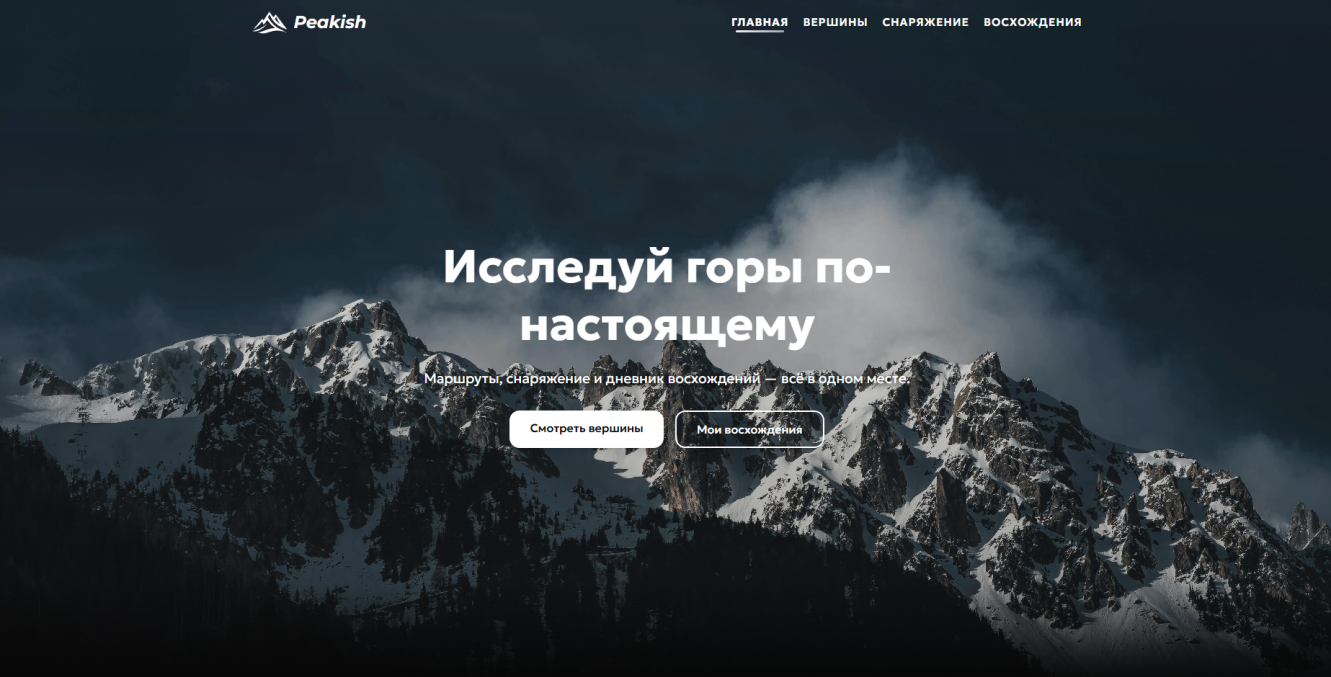 Peakish
ГЛАВНАЯ ВЕРШИНЫ СНАРЯЖЕНИЕ ВОСХОЖДЕНИЯ
Исследуй горы по-
настоящему
Маршруты, снаряжение и дневник восхождений — всё в одном месте.
Смотреть вершины Мои восхождения